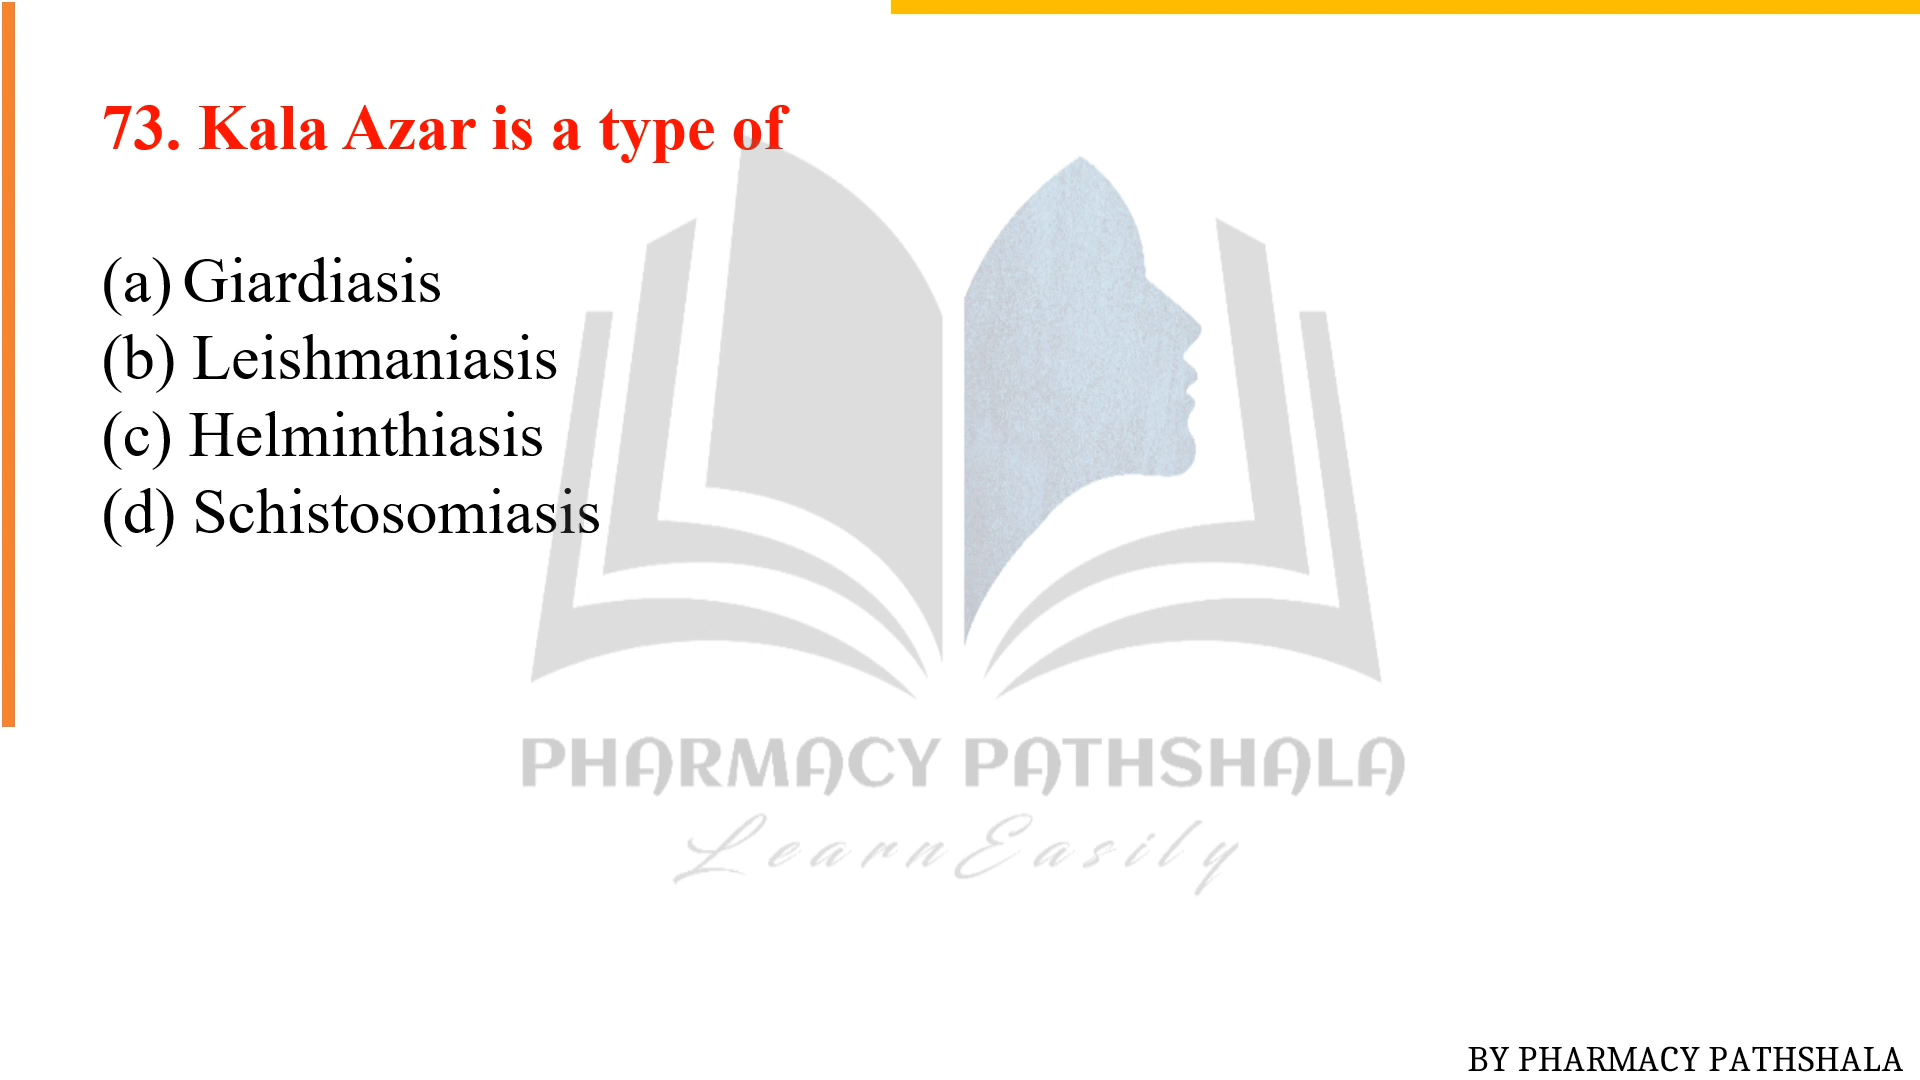 73. Kala Azar is a type of
(a) Giardiasis
(b) Leishmaniasis
(c) Helminthiasis
(d) Schistosomiasis
PHARMACY PATHSHALA
Learn Easily
BY PHARMACY PATHSHALA